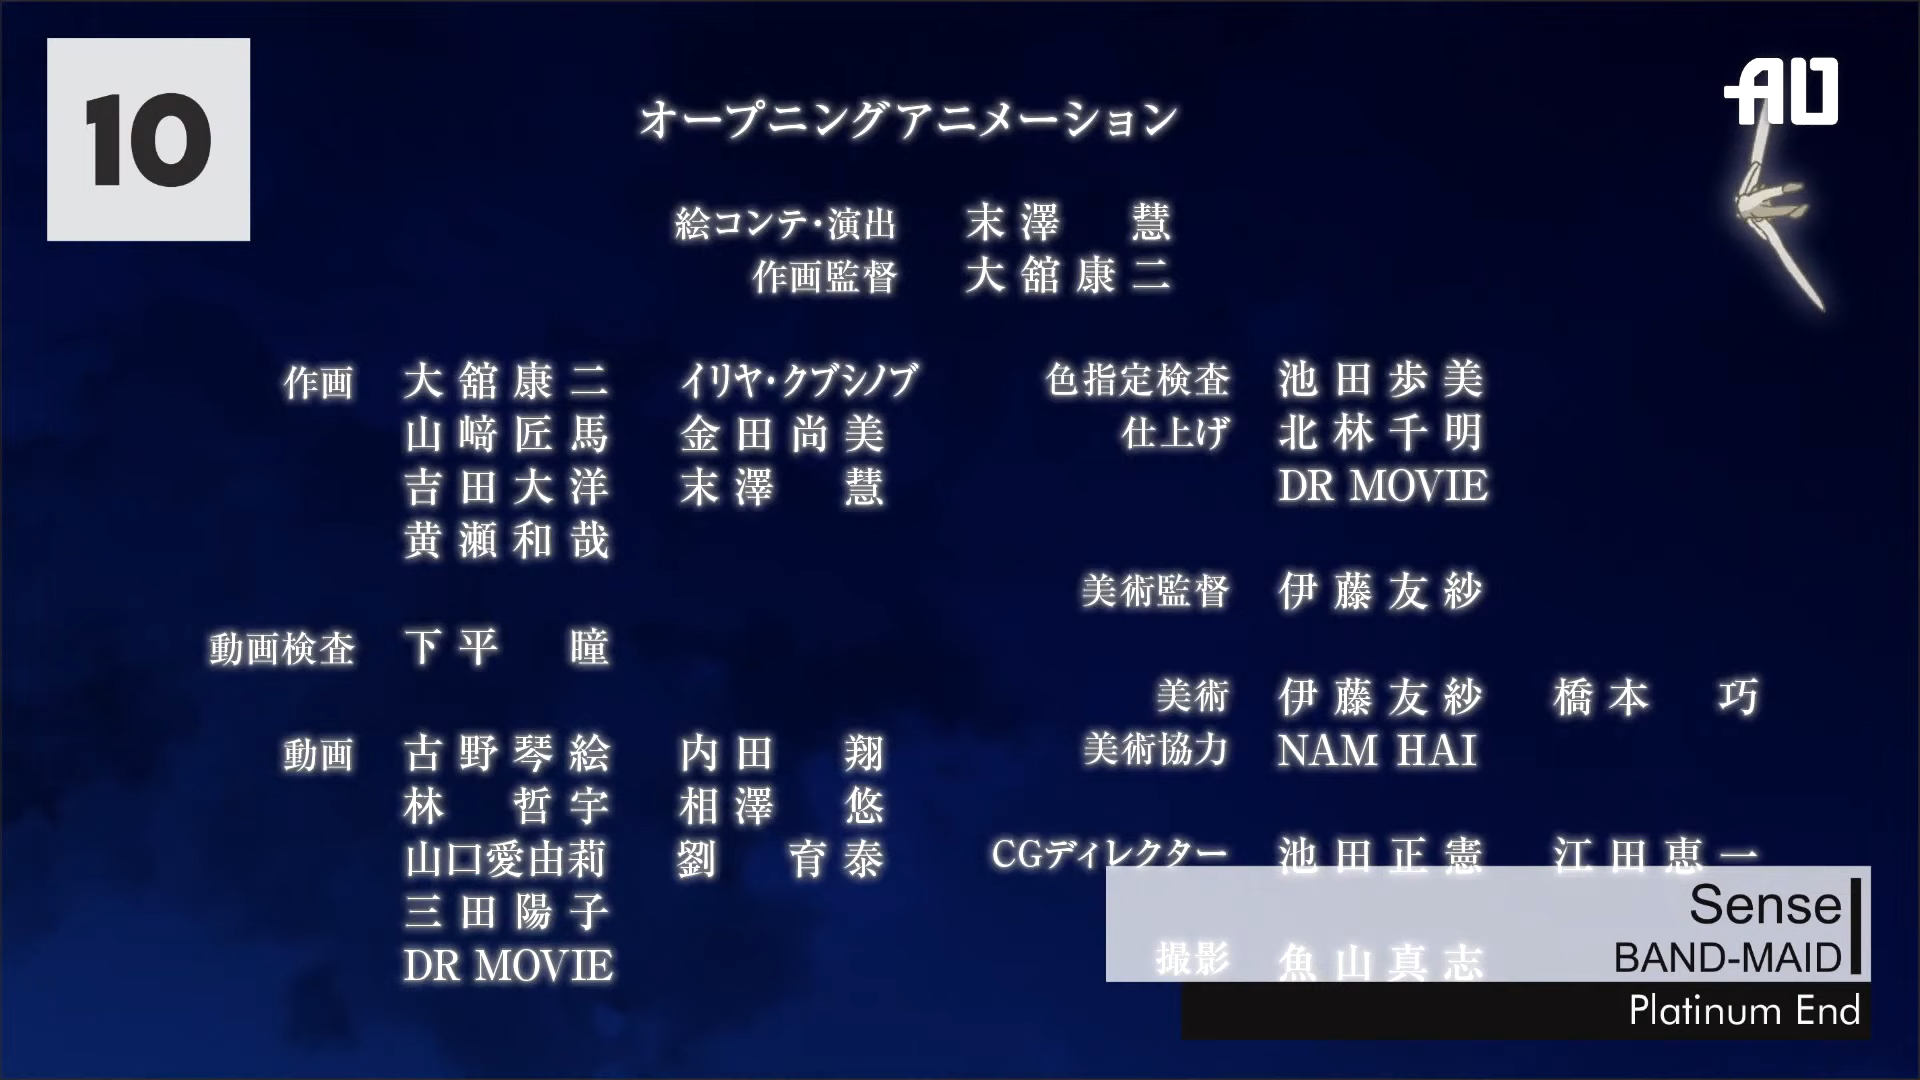 10
AU
オープニングアニメーション
絵コンテ・演出 末澤 慧
作画監督 大舘康二
作画 大舘康二 イリヤ・クブシノブ
山﨑匠馬 金田尚美
吉田大洋 末澤 慧
黄瀬和哉
動画検査 下平 瞳
動画 古野琴絵 内田 翔
林 哲宇 相澤 悠
山口愛由莉 劉 育泰
三田陽子
DR MOVIE
色指定検査 池田歩美
仕上げ 北林千明
DR MOVIE
美術監督 伊藤友紗
美術 伊藤友紗 橋本 巧
美術協力 NAM HAI
CGディレクター 池田正憲 江田恵一
撮影 魚山真志
Sense
BAND-MAID
Platinum End